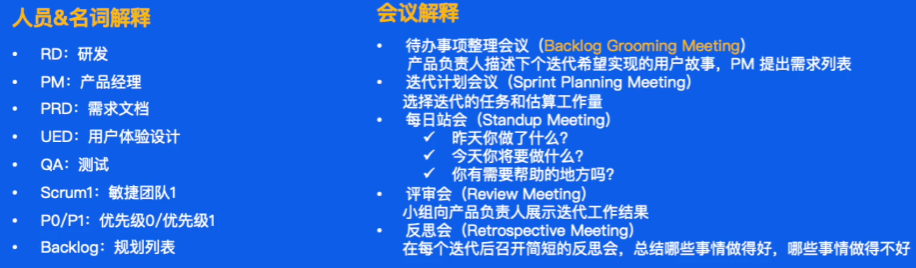 人员&名词解释
• RD：研发
• PM：产品经理
• PRD：需求文档
• UED：用户体验设计
• QA：测试
• Scrum1：敏捷团队1
• P0/P1：优先级0/优先级1
• Backlog：规划列表
会议解释
• 待办事项整理会议（Backlog Grooming Meeting）
产品负责人描述下个迭代希望实现的用户故事，PM 提出需求列表
• 迭代计划会议（Sprint Planning Meeting）
选择迭代的任务和估算工作量
• 每日站会（Standup Meeting）
✓ 昨天你做了什么？
✓ 今天你将要做什么？
✓ 你有需要帮助的地方吗？
• 评审会（Review Meeting）
小组向产品负责人展示迭代工作结果
• 反思会（Retrospective Meeting）
在每个迭代后召开简短的反思会，总结哪些事情做得好，哪些事情做得不好